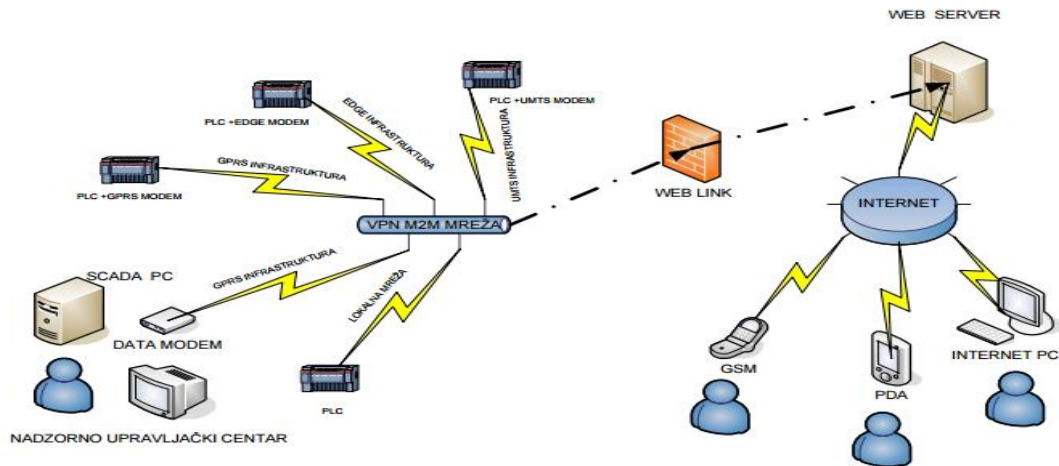 WEB SERVER
PLC +UMTS MODEM
PLC +EDGE MODEM
EDGE INFRASTRUKTURA
UMTS INFRASTRUKTURA
GPRS INFRASTRUKTURA
PLC +GPRS MODEM
WEB LINK
INTERNET
VPN M2M MREŽA
GPRS INFRASTRUKTURA
SCADA PC
LOKALNA MREŽA
DATA MODEM
GSM
INTERNET PC
PDA
PLC
NADZORNO UPRAVLJAČKI CENTAR